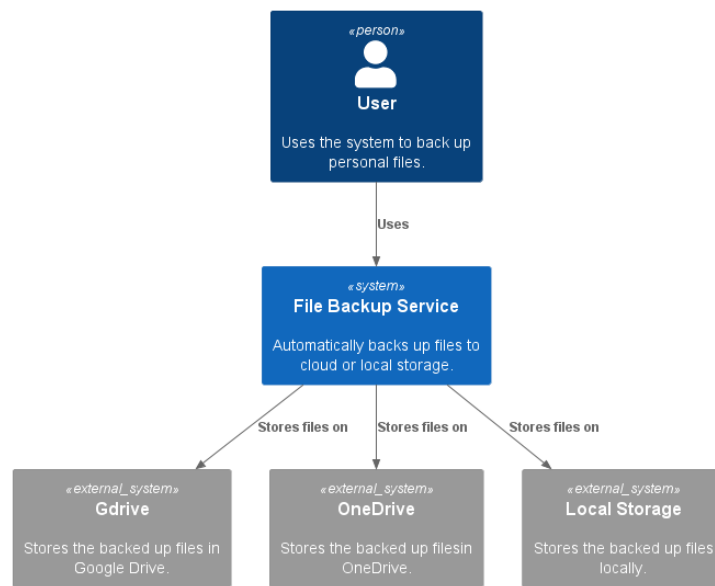 «person»
User
Uses the system to back up
personal files.
Uses
«system»
File Backup Service
Automatically backs up files to
cloud or local storage.
Stores files on
Stores files on
Stores files on
«external_system»
Gdrive
Stores the backed up files in
Google Drive.
«external_system»
OneDrive
Stores the backed up filesin
OneDrive.
«external_system»
Local Storage
Stores the backed up files
locally.